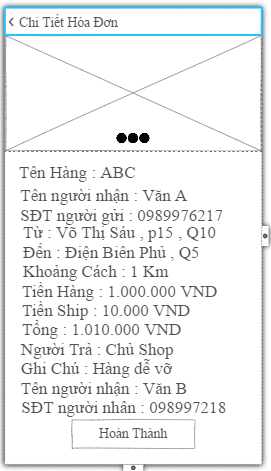 Chi Tiết Hóa Đơn
Tên Hàng : ABC
Tên người nhận : Văn A
SĐT người gửi : 0989976217
Từ : Võ Thị Sáu , p15 , Q10
Đến : Điện Biên Phủ , Q5
Khoảng Cách : 1 Km
Tiền Hàng : 1.000.000 VND
Tiền Ship : 10.000 VND
Tổng : 1.010.000 VND
Người Trả : Chủ Shop
Ghi Chú : Hàng dễ vỡ
Tên người nhận : Văn B
SĐT người nhân : 098997218
Hoàn Thành